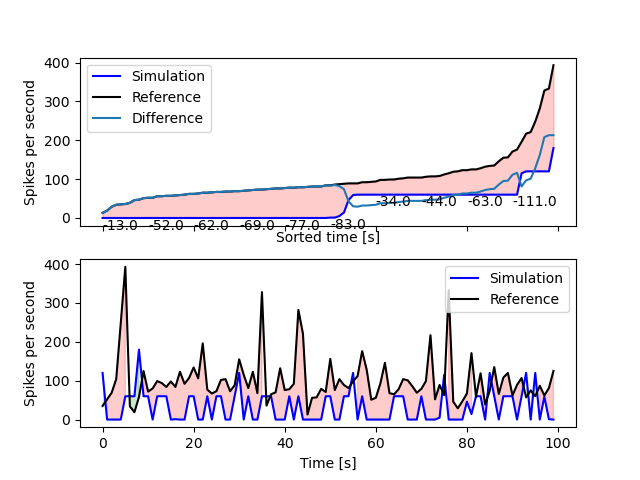 400
300
200
100
0
Spikes per second
Simulation
Reference
Difference
-13.0 -52.0 -62.0 -69.0 -77.0 -83.0 -34.0 -44.0 -63.0 -111.0
Sorted time [s]
400
300
200
100
0
Spikes per second
Simulation
Reference
0 20 40 60 80 100
Time [s]